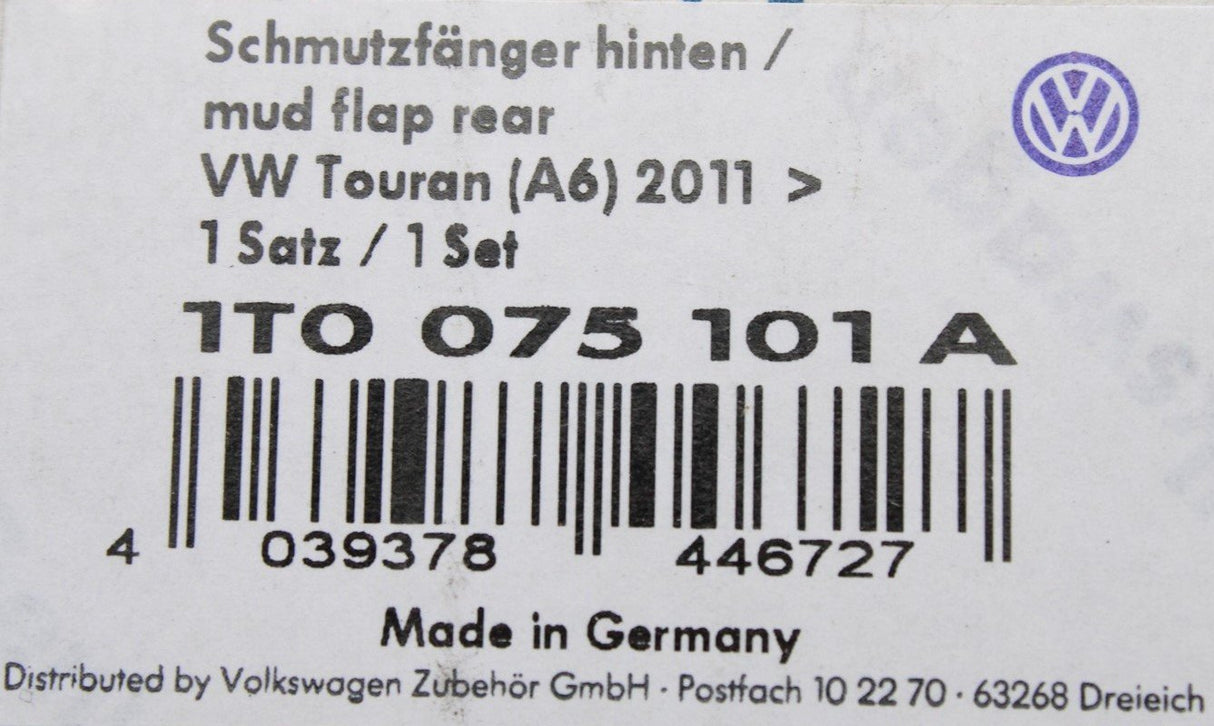 Schmutzfänger hinten /
mud flap rear
VW Touran (A6) 2011 >
1 Satz / 1 Set
1T0 075 101 A
4 039378 446727
Made in Germany
Distributed by Volkswagen Zubehör GmbH · Postfach 10 22 70 · 63268 Dreieich